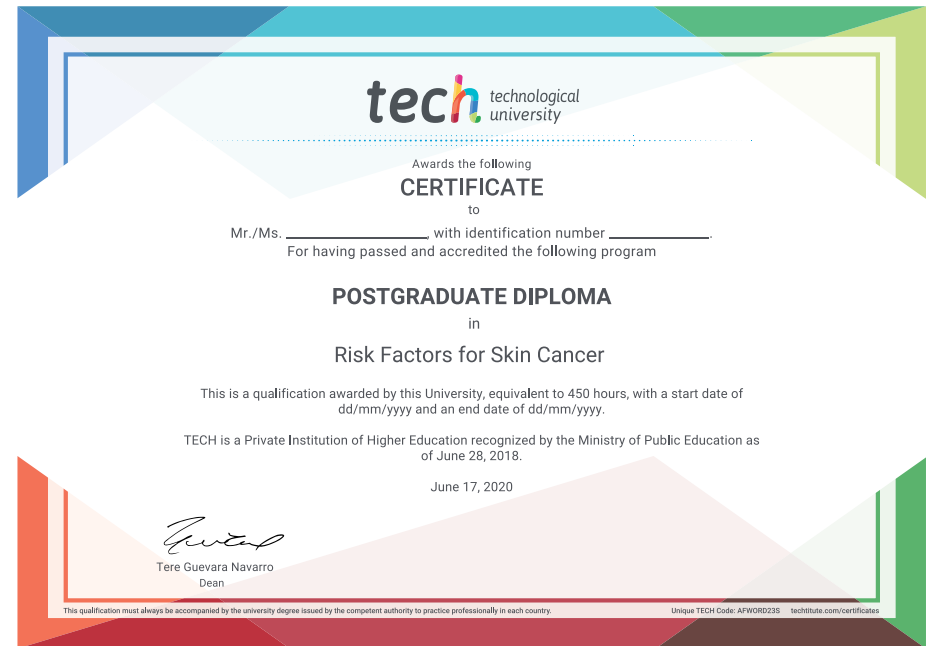 tech technological
university
Awards the following
CERTIFICATE
to
Mr./Ms. ____________, with identification number ____________.
For having passed and accredited the following program
POSTGRADUATE DIPLOMA
in
Risk Factors for Skin Cancer
This is a qualification awarded by this University, equivalent to 450 hours, with a start date of
dd/mm/yyyy and an end date of dd/mm/yyyy.
TECH is a Private Institution of Higher Education recognized by the Ministry of Public Education as
of June 28, 2018.
June 17, 2020
Tere Guevara Navarro
Dean
This qualification must always be accompanied by the university degree issued by the competent authority to practice professionally in each country.
Unique TECH Code: AFWORD23S techtitute.com/certificates